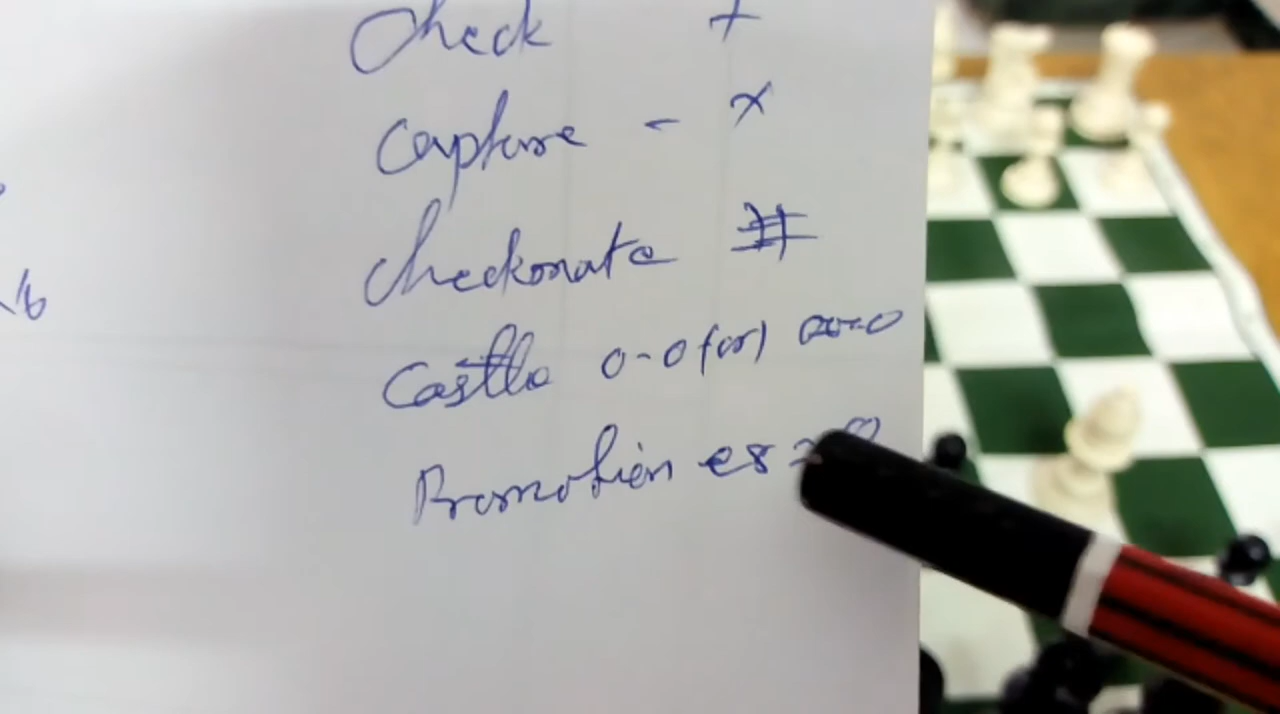 Check +
Capture - x
Checkmate #
Castle 0-0 (or) 0-0-0
Promotion e8 =